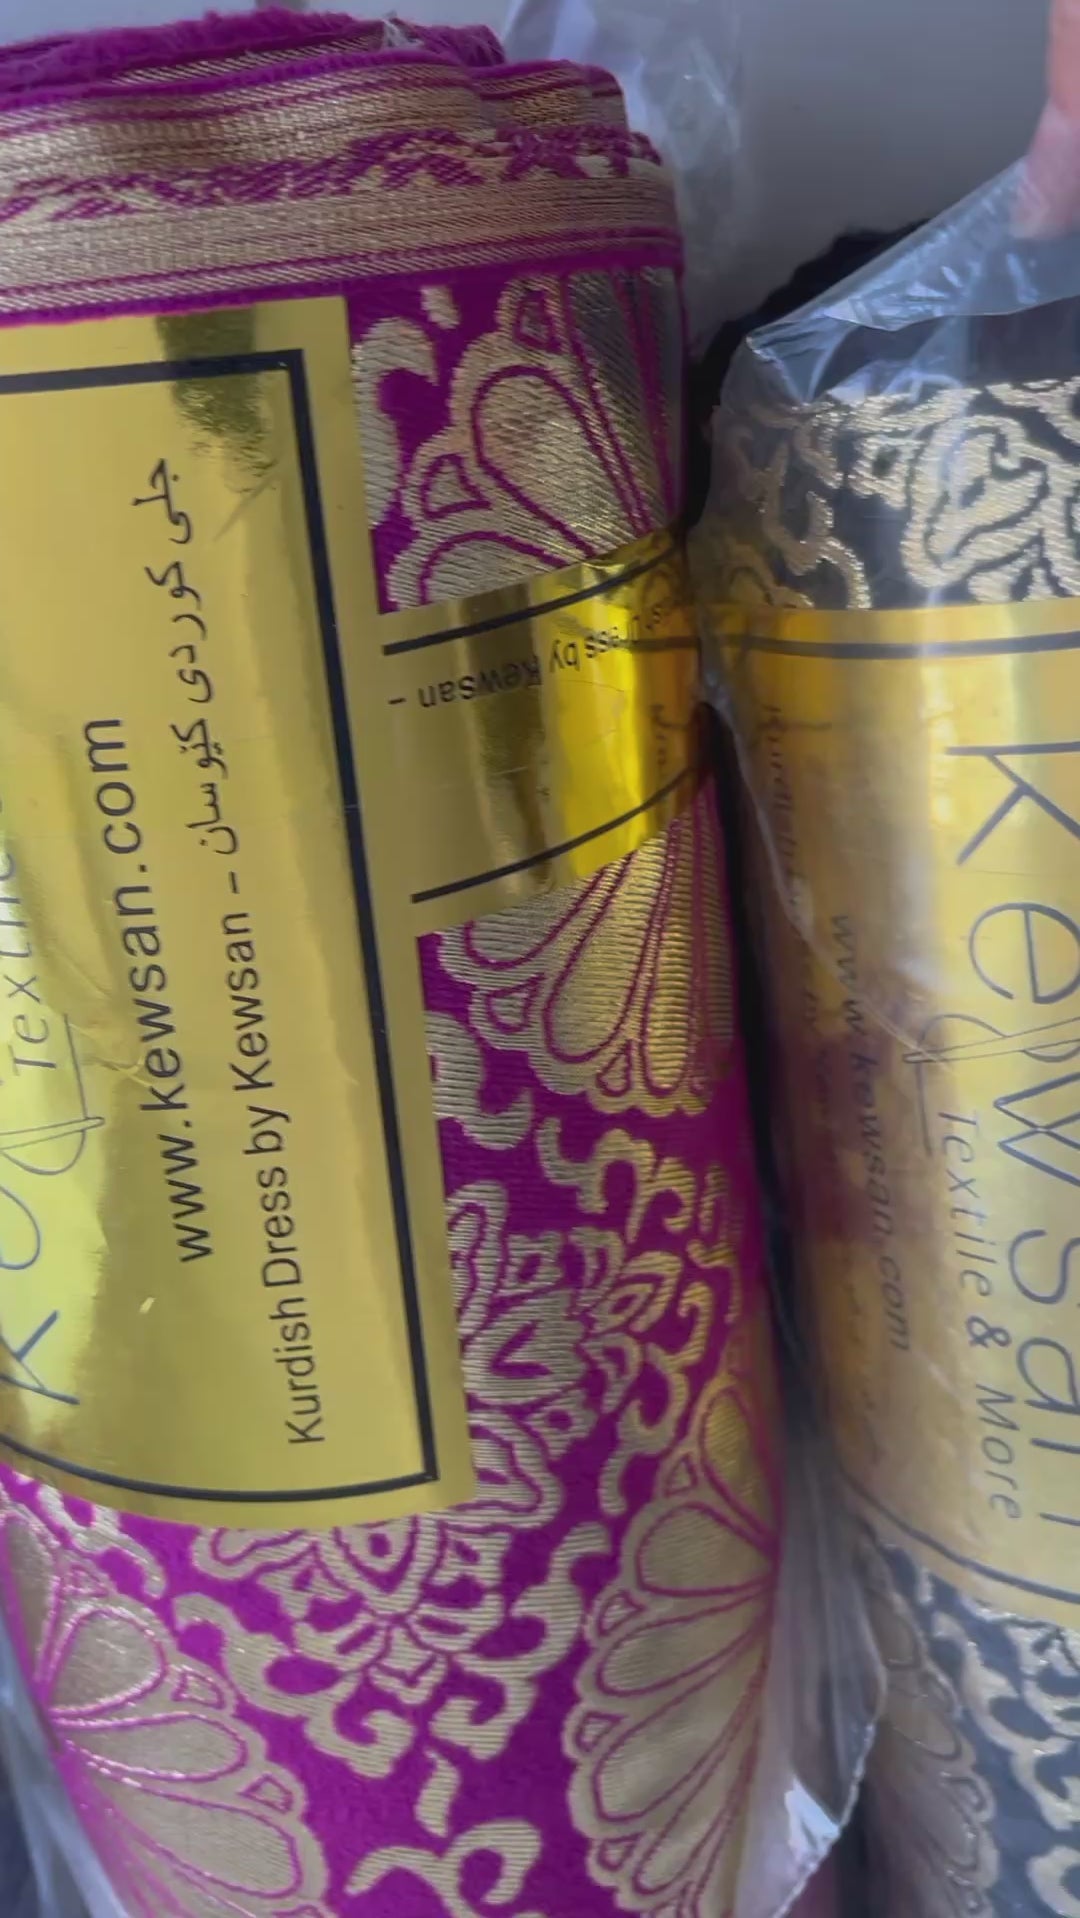 Textile
www.kewsan.com
Kurdish Dress by Kewsan - جلی کوردی کێوسان
Dress by Kewsan -
Kewsan
Textile & More
www.kewsan.com